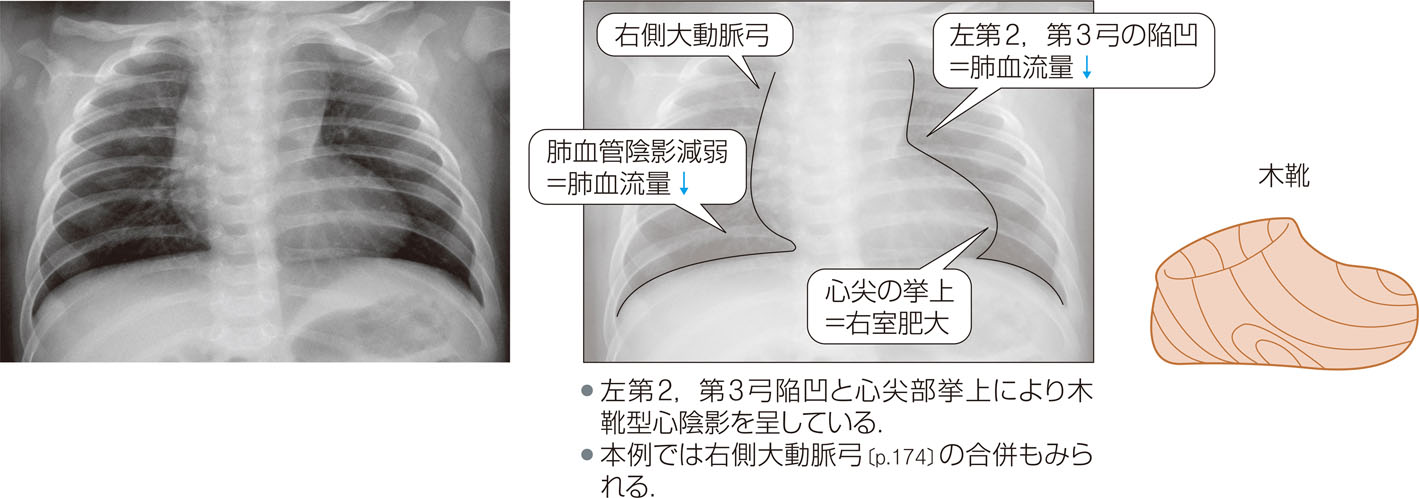 右側大動脈弓
左第2，第3弓の陥凹
＝肺血流量↓
肺血管陰影減弱
＝肺血流量↓
心尖の挙上
＝右室肥大
木靴
● 左第2，第3弓陥凹と心尖部挙上により木
靴型心陰影を呈している．
● 本例では右側大動脈弓〔p.174〕の合併もみら
れる．